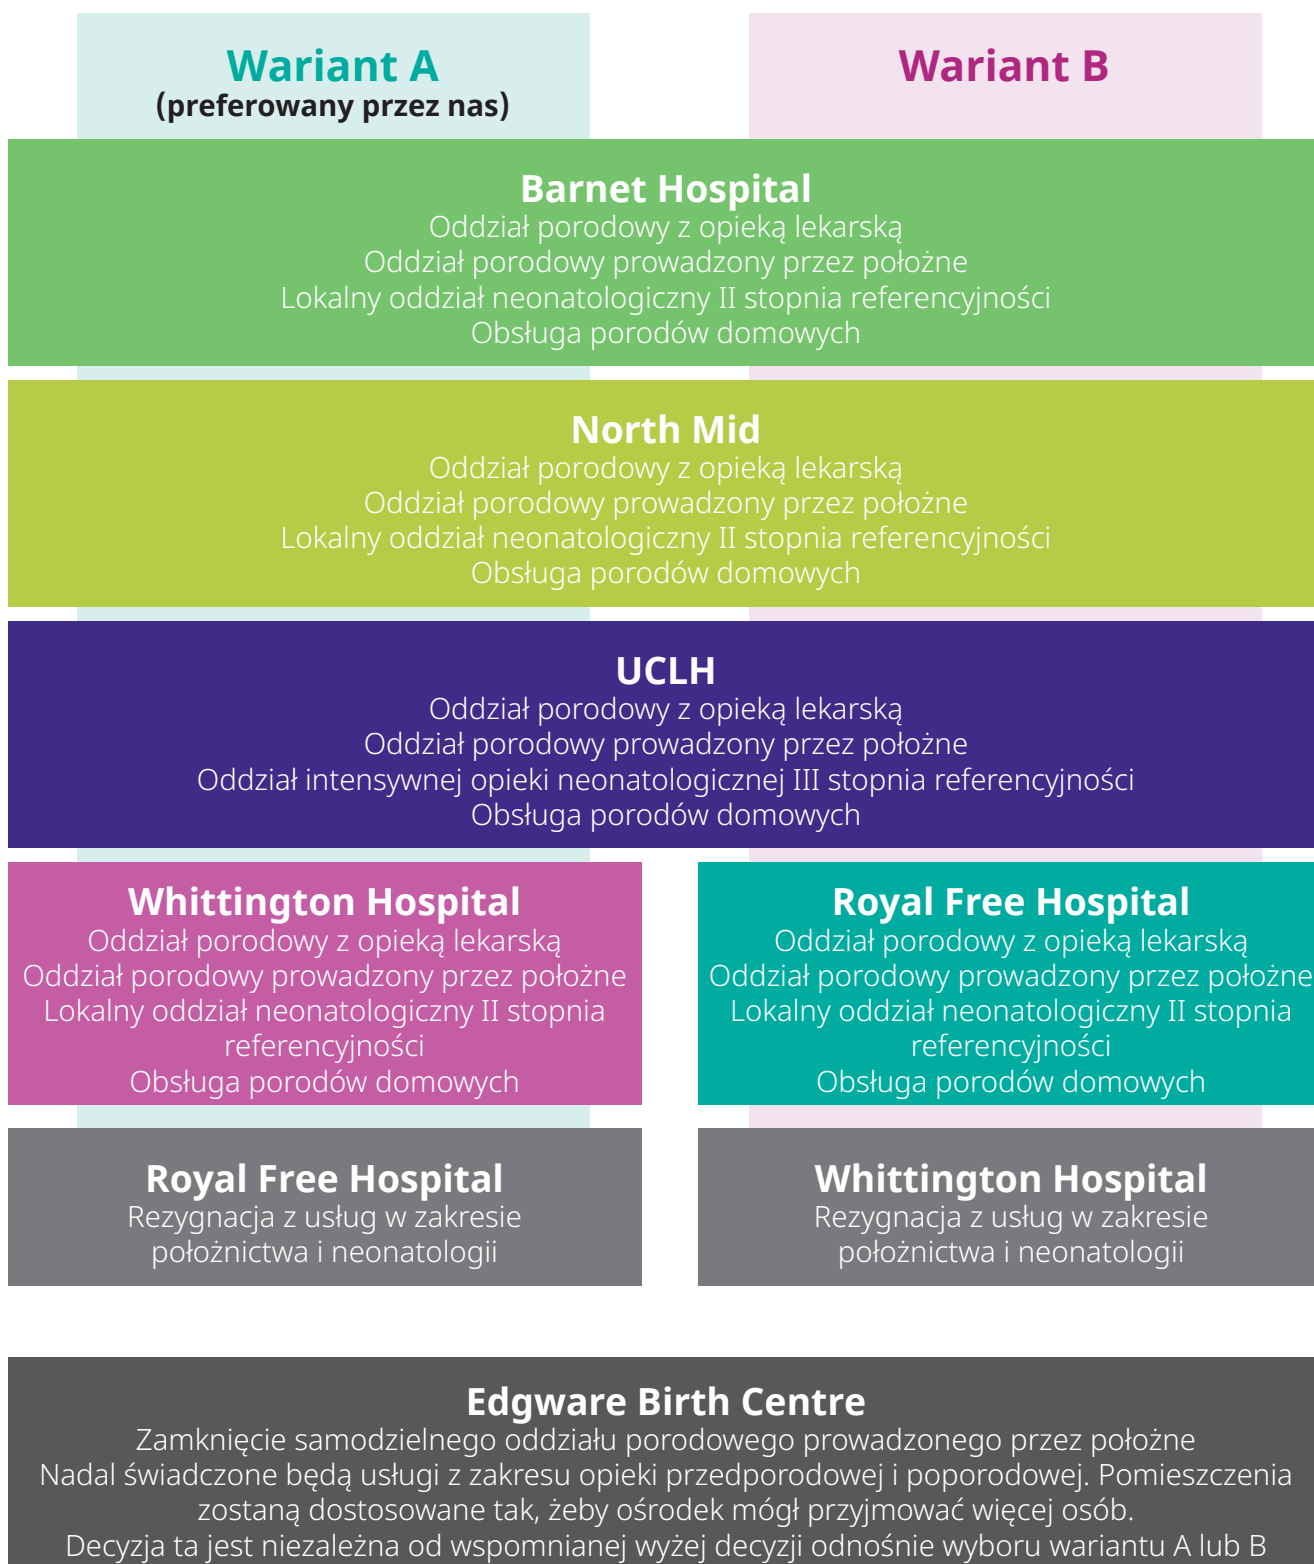 Wariant A
(preferowany przez nas)
Wariant B
Barnet Hospital
Oddział porodowy z opieką lekarską
Oddział porodowy prowadzony przez położne
Lokalny oddział neonatologiczny II stopnia referencyjności
Obsługa porodów domowych
North Mid
Oddział porodowy z opieką lekarską
Oddział porodowy prowadzony przez położne
Lokalny oddział neonatologiczny II stopnia referencyjności
Obsługa porodów domowych
UCLH
Oddział porodowy z opieką lekarską
Oddział porodowy prowadzony przez położne
Oddział intensywnej opieki neonatologicznej III stopnia referencyjności
Obsługa porodów domowych
Whittington Hospital
Oddział porodowy z opieką lekarską
Oddział porodowy prowadzony przez położne
Lokalny oddział neonatologiczny II stopnia
referencyjności
Obsługa porodów domowych
Royal Free Hospital
Oddział porodowy z opieką lekarską
Oddział porodowy prowadzony przez położne
Lokalny oddział neonatologiczny II stopnia
referencyjności
Obsługa porodów domowych
Royal Free Hospital
Rezygnacja z usług w zakresie
położnictwa i neonatologii
Whittington Hospital
Rezygnacja z usług w zakresie
położnictwa i neonatologii
Edgware Birth Centre
Zamknięcie samodzielnego oddziału porodowego prowadzonego przez położne
Nadal świadczone będą usługi z zakresu opieki przedporodowej i poporodowej. Pomieszczenia
zostaną dostosowane tak, żeby ośrodek mógł przyjmować więcej osób.
Decyzja ta jest niezależna od wspomnianej wyżej decyzji odnośnie wyboru wariantu A lub B